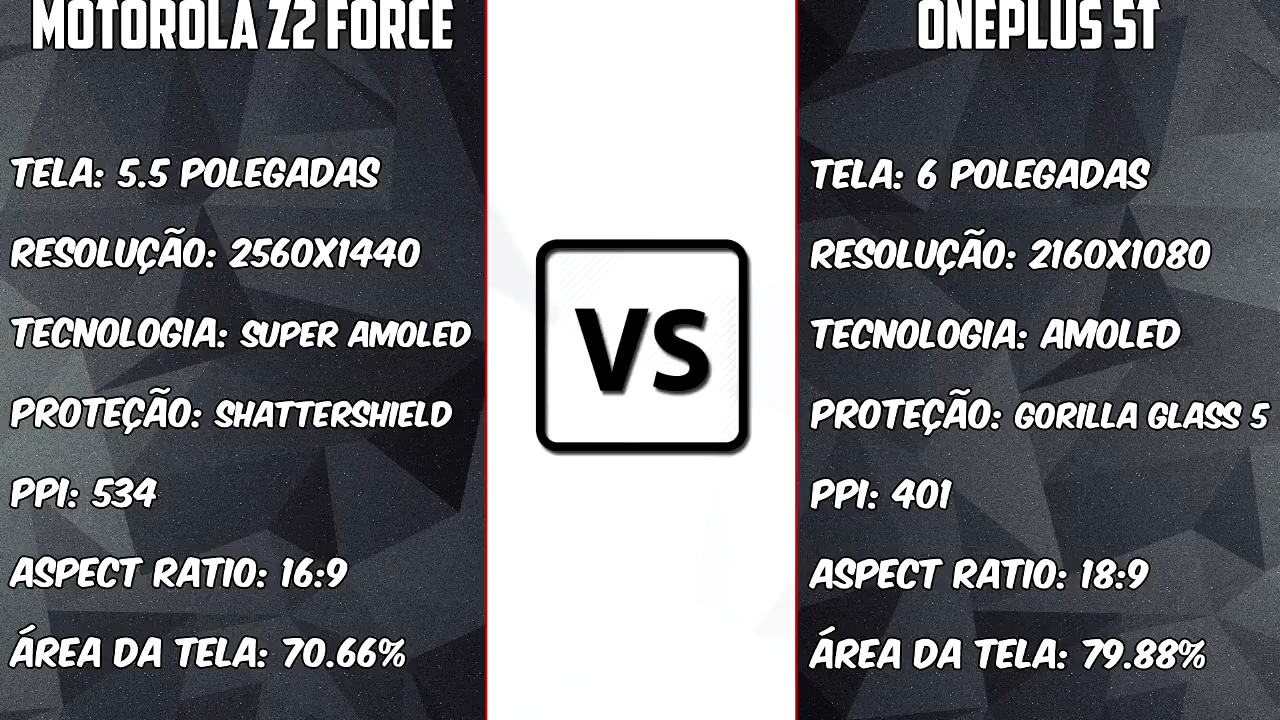 MOTOROLA Z2 FORCE
TELA: 5.5 POLEGADAS
RESOLUÇÃO: 2560X1440
TECNOLOGIA: SUPER AMOLED
PROTEÇÃO: SHATTERSHIELD
PPI: 534
ASPECT RATIO: 16:9
ÁREA DA TELA: 70.66%
VS
ONEPLUS 5T
TELA: 6 POLEGADAS
RESOLUÇÃO: 2160X1080
TECNOLOGIA: AMOLED
PROTEÇÃO: GORILLA GLASS 5
PPI: 401
ASPECT RATIO: 18:9
ÁREA DA TELA: 79.88%